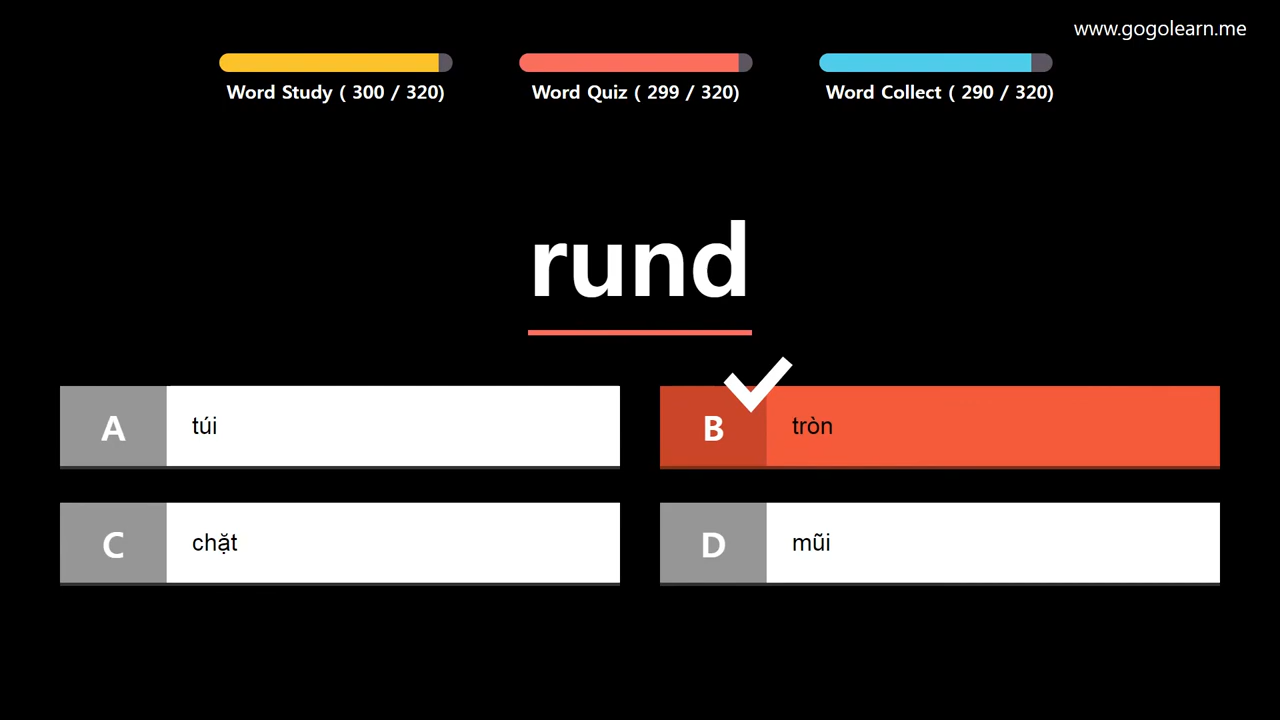 www.gogolearn.me
Word Study ( 300 / 320)
Word Quiz ( 299 / 320)
Word Collect ( 290 / 320)
rund
A túi
B tròn
C chặt
D mũi